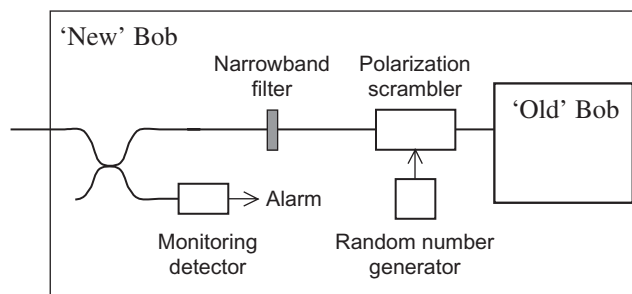 ‘New’ Bob
Narrowband
filter
Polarization
scrambler
‘Old’ Bob
Alarm
Monitoring
detector
Random number
generator